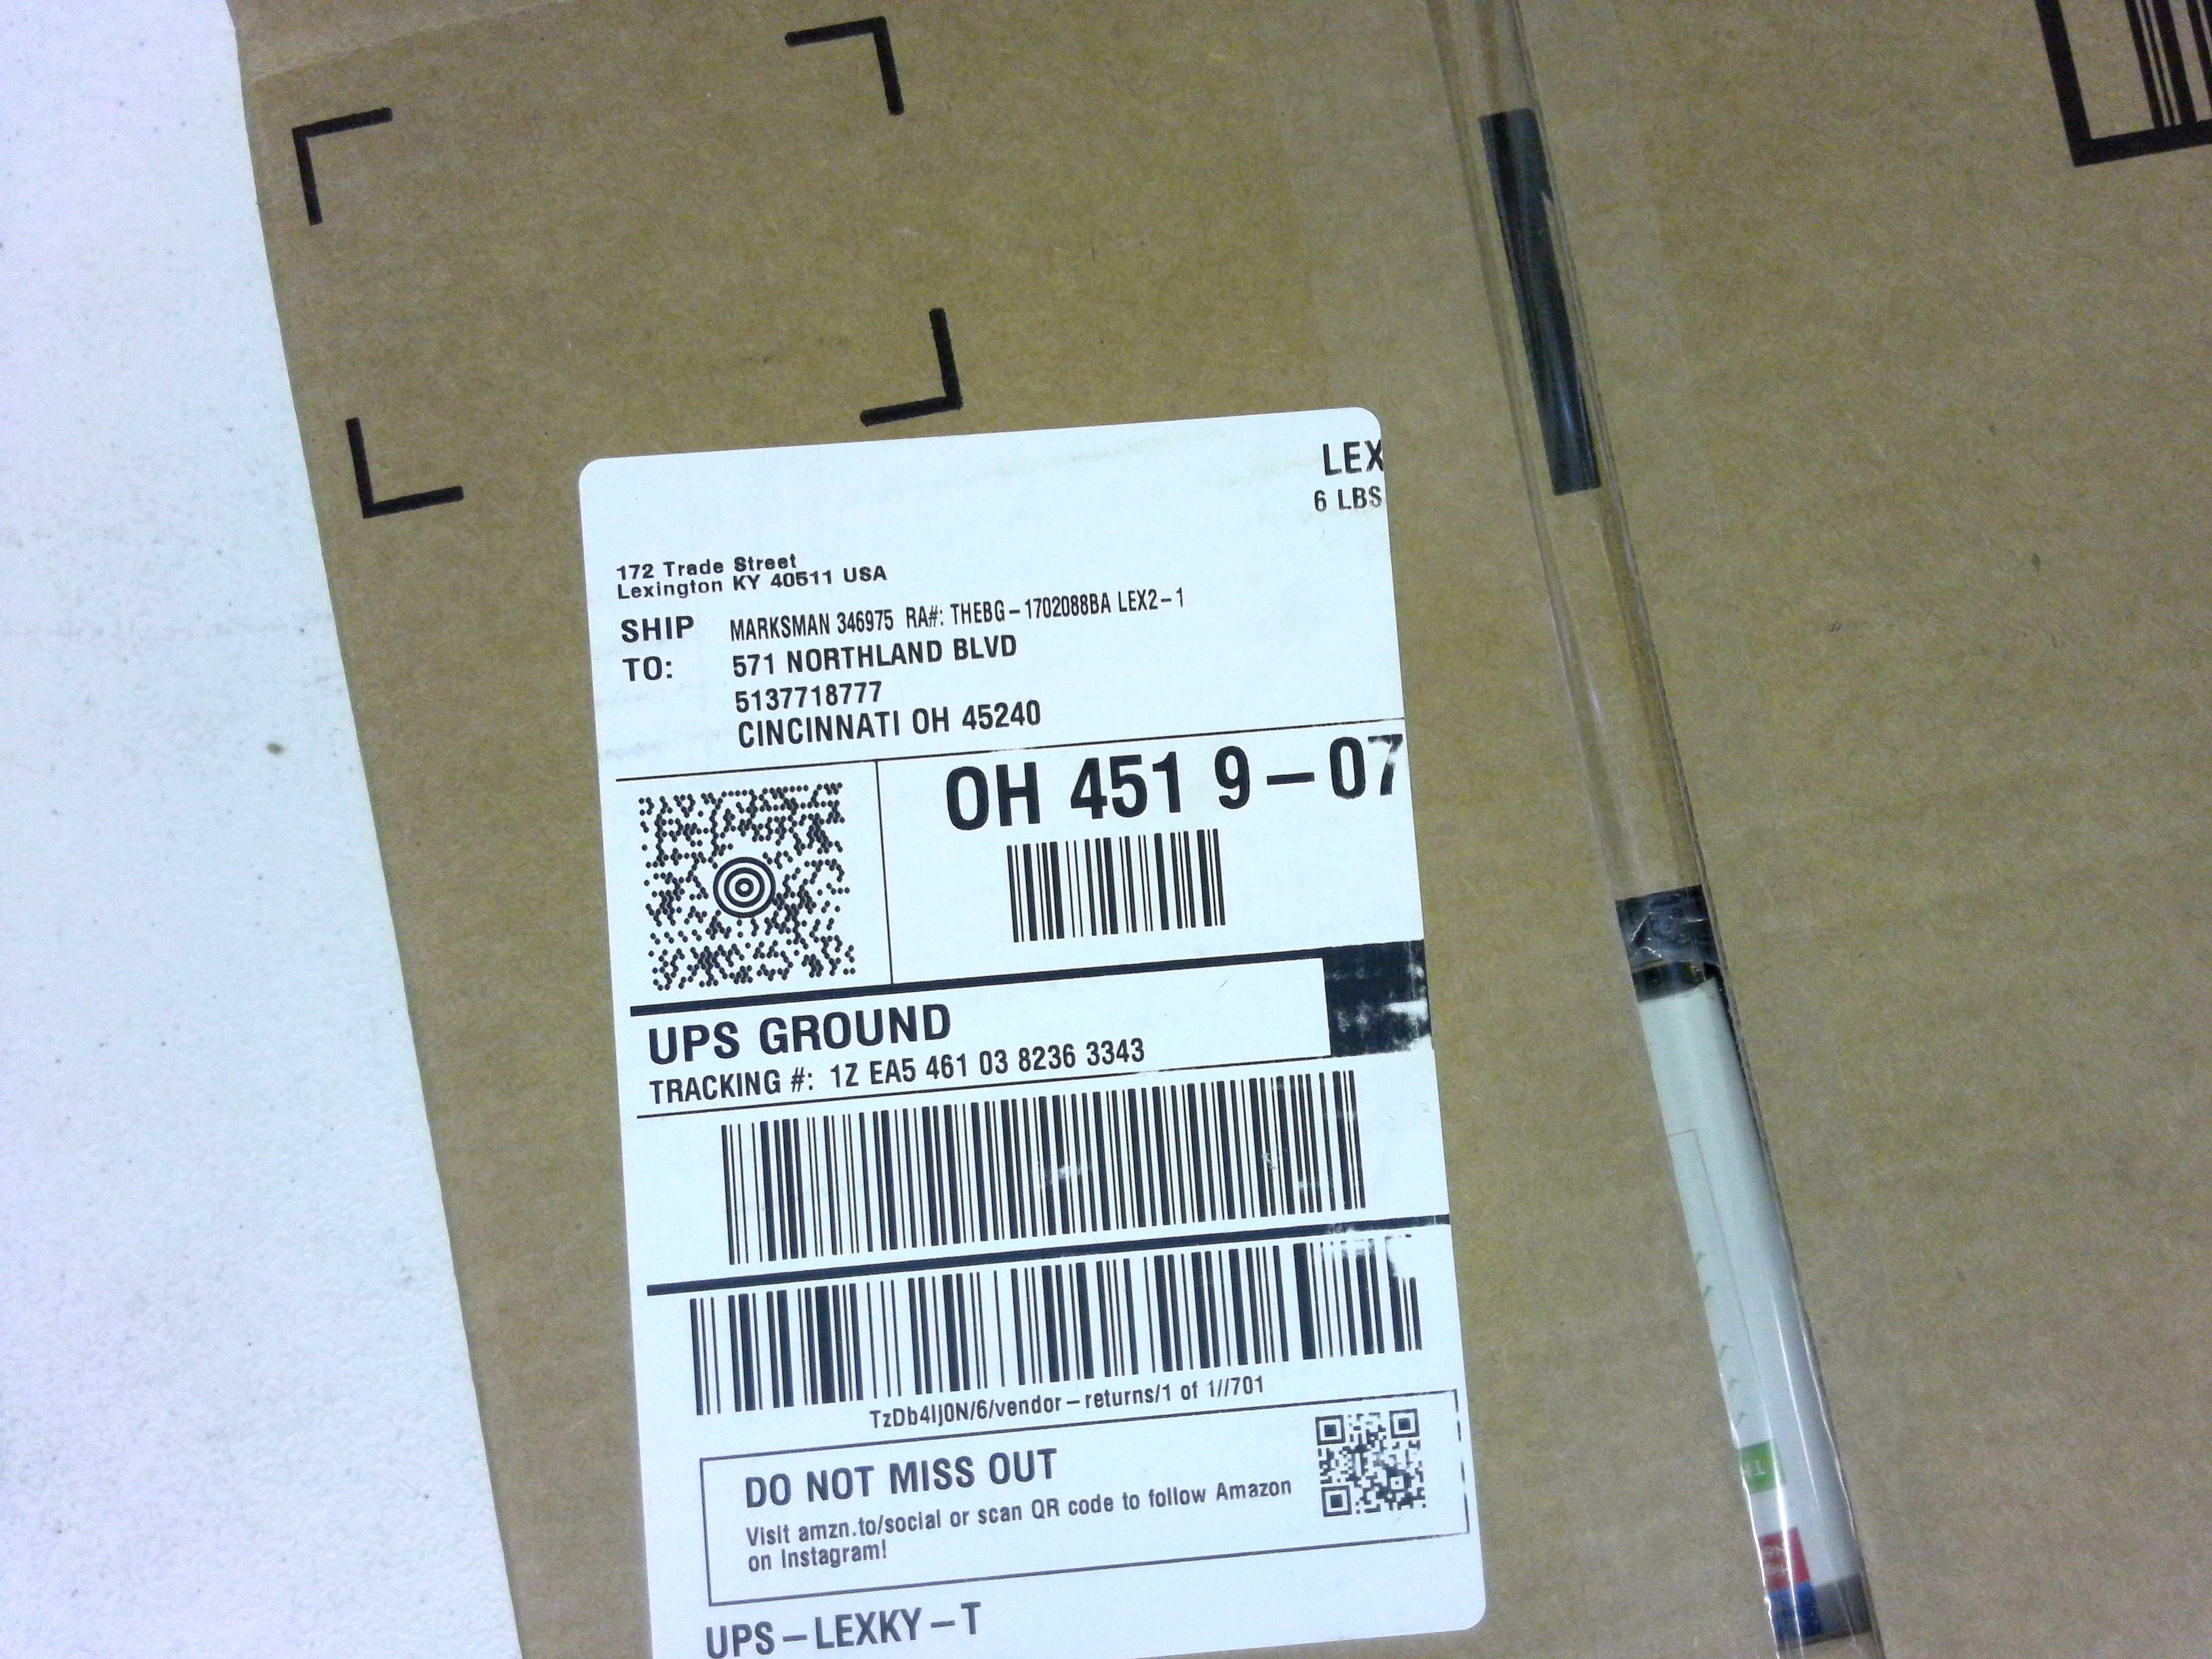 LEX
6 LBS
172 Trade Street
Lexington KY 40511 USA
SHIP TO:
MARKSMAN 346975 RA#: THEBG-1702088BA LEX2-1
571 NORTHLAND BLVD
5137718777
CINCINNATI OH 45240
OH 451 9-07
UPS GROUND
TRACKING #: 1Z EA5 461 03 8236 3343
TzDb4Ij0N/6/vendor-returns/1 of 1//701
DO NOT MISS OUT
Visit amzn.to/social or scan QR code to follow Amazon
on Instagram!
UPS-LEXKY-T